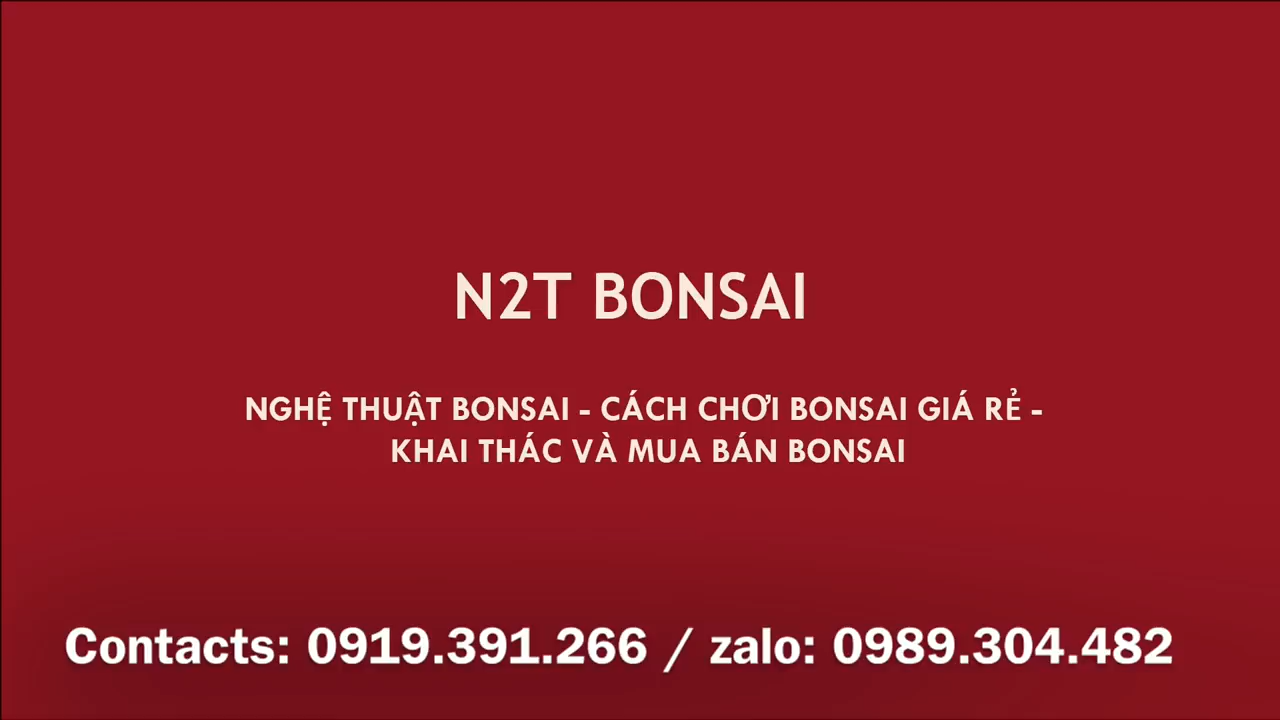 N2T BONSAI
NGHỆ THUẬT BONSAI - CÁCH CHƠI BONSAI GIÁ RẺ -
KHAI THÁC VÀ MUA BÁN BONSAI
Contacts: 0919.391.266 / zalo: 0989.304.482